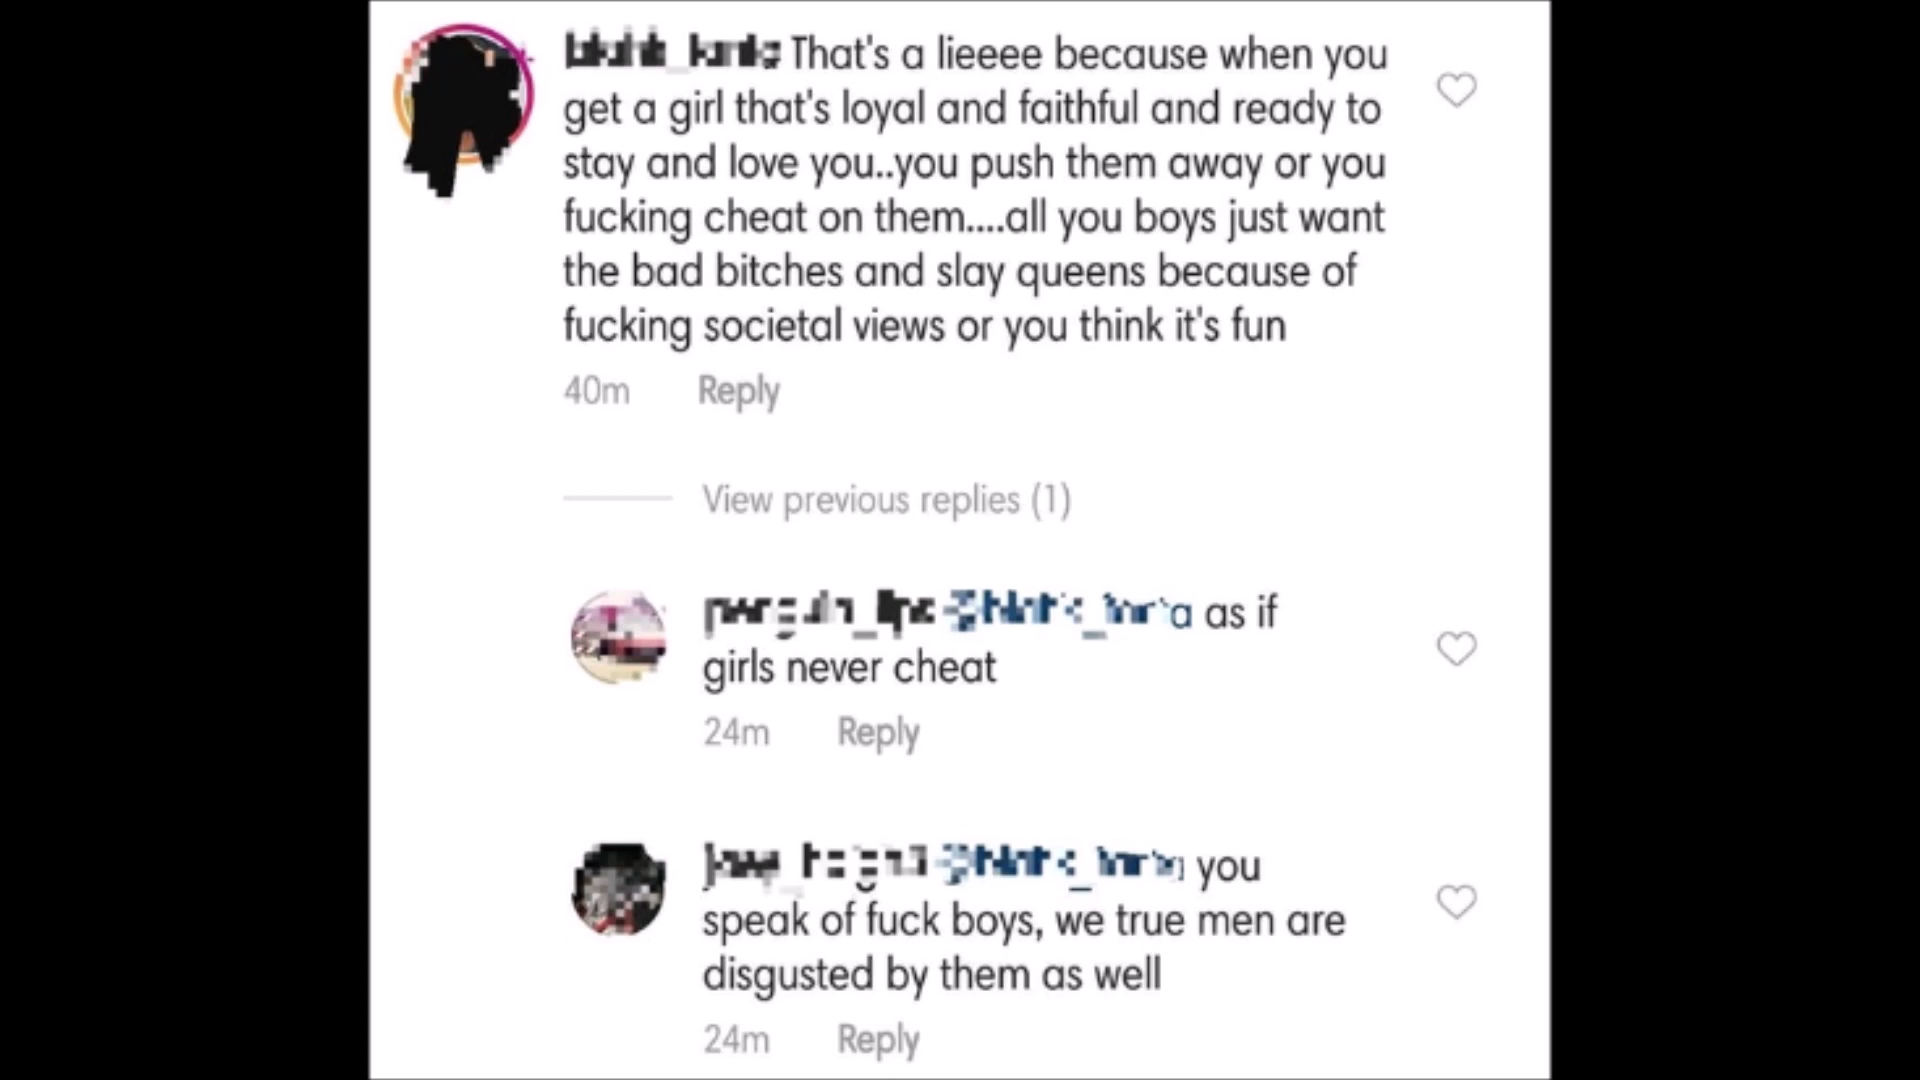 That's a lieeee because when you
get a girl that's loyal and faithful and ready to
stay and love you..you push them away or you
fucking cheat on them....all you boys just want
the bad bitches and slay queens because of
fucking societal views or you think it's fun
40m Reply
View previous replies (1)
as if
girls never cheat
24m Reply
you
speak of fuck boys, we true men are
disgusted by them as well
24m Reply